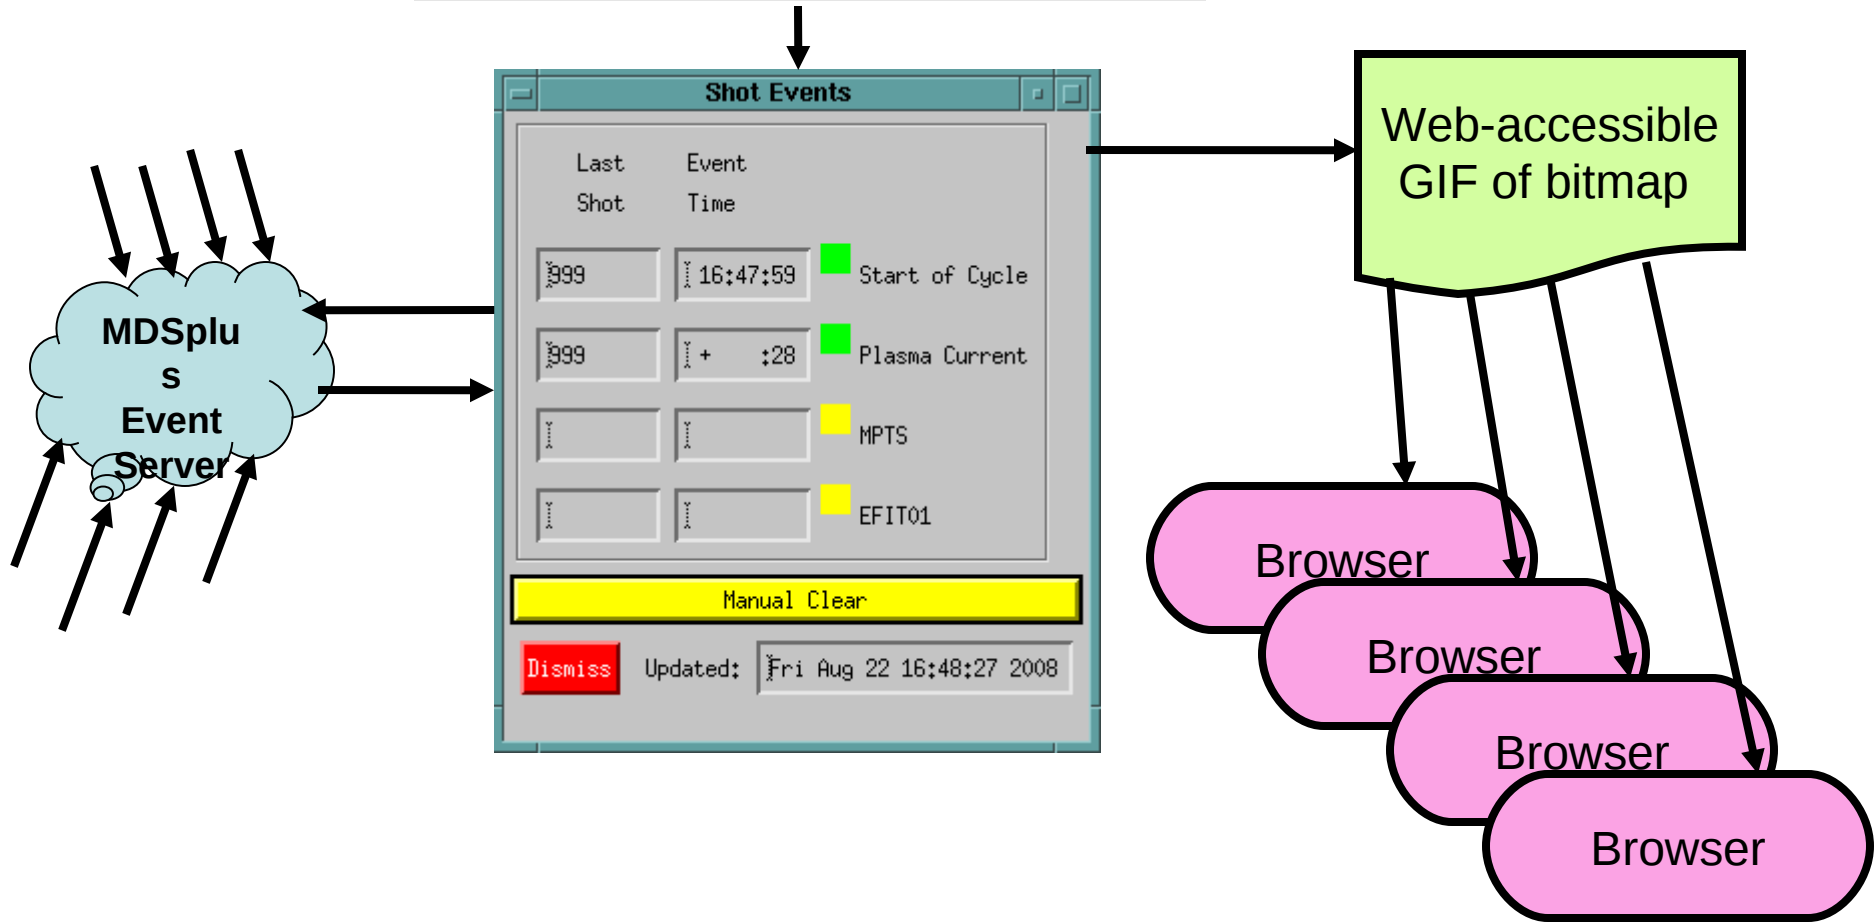 Shot Events
Last Event
Shot Time
999 16:47:59 Start of Cycle
999 + :28 Plasma Current
MPTS
EFIT01
Manual Clear
Dismiss Updated: Fri Aug 22 16:48:27 2008
MDSplu
s
Event
Server
Web-accessible
GIF of bitmap
Browser
Browser
Browser
Browser